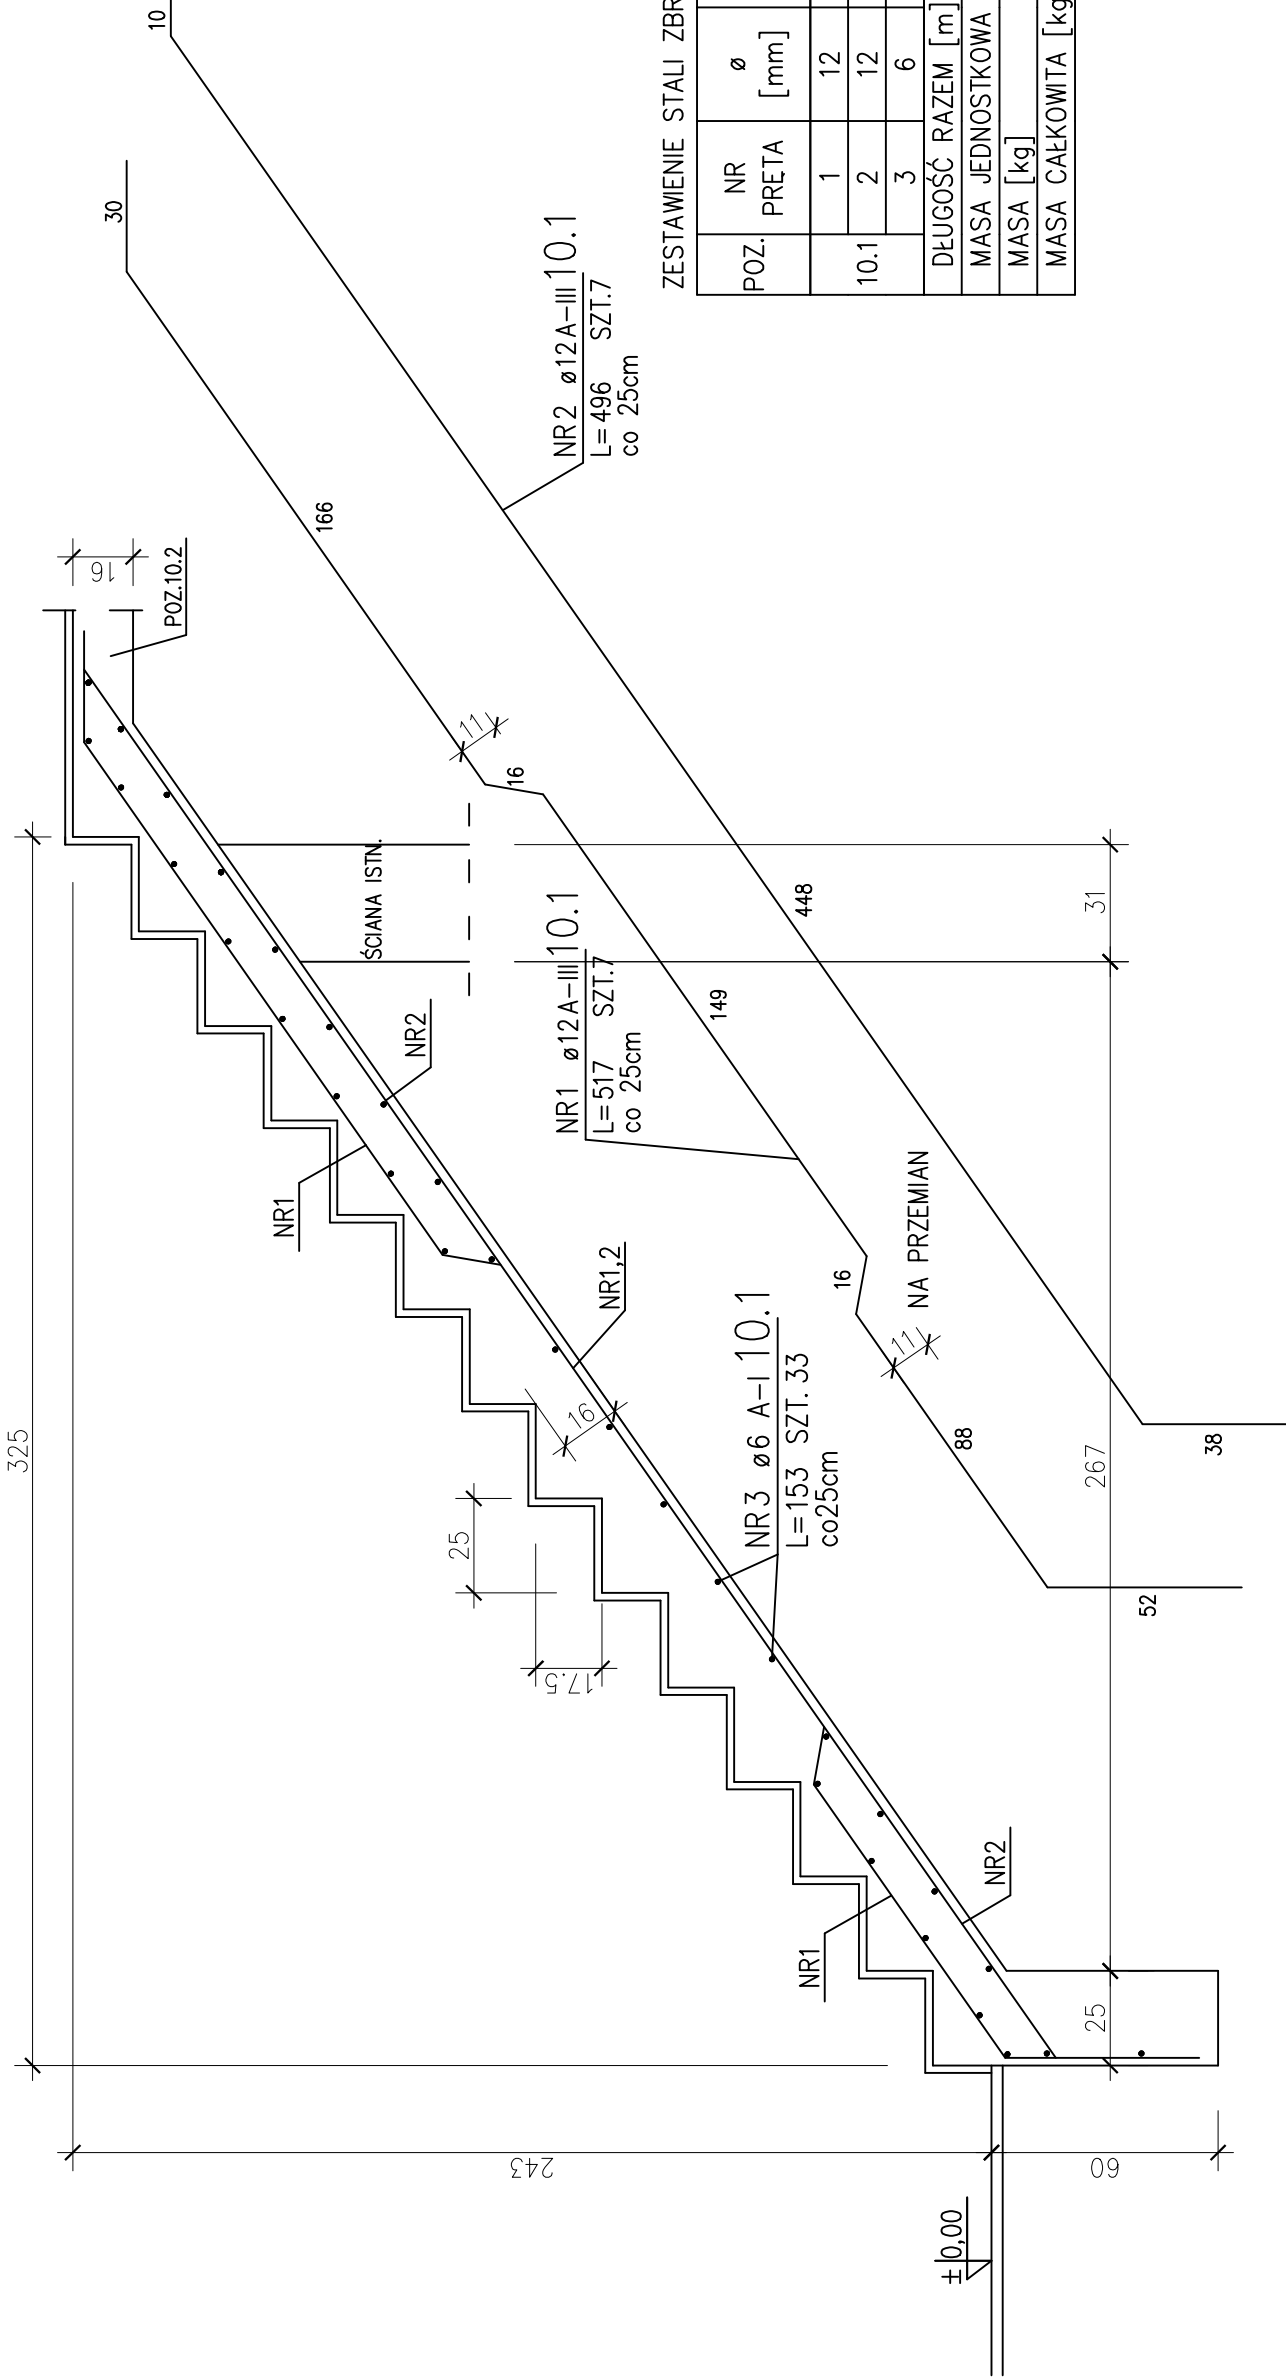 325
243
60
±0,00
16
POZ.10.2
25
17.5
16
NR1
NR2
NR1,2
NR1
NR2
ŚCIANA ISTN.
25
267
31
NR3 ø6 A-I 10.1
L=153 SZT. 33
co25cm
30
166
11
16
149
16
11
88
52
NR1 ø12A-III 10.1
L=517 SZT.7
co 25cm
NA PRZEMIAN
10
448
38
NR2 ø12A-III 10.1
L=496 SZT.7
co 25cm
ZESTAWIENIE STALI ZBR
POZ. NR PRĘTA ø [mm]
10.1
1 12
2 12
3 6
DŁUGOŚĆ RAZEM [m]
MASA JEDNOSTKOWA
MASA [kg]
MASA CAŁKOWITA [kg